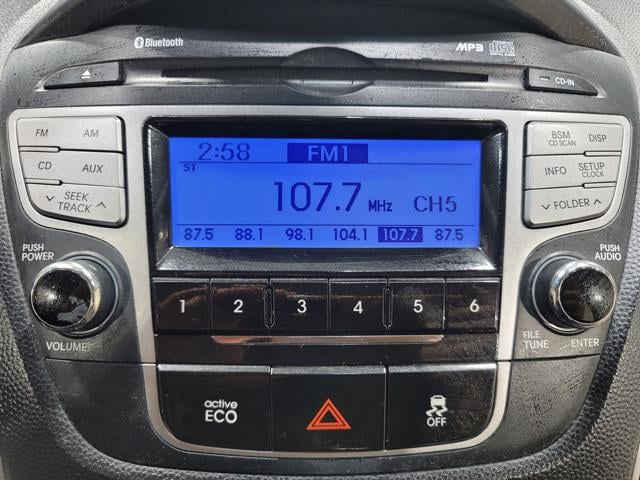 Bluetooth
MP3
CD-IN
FM AM
CD AUX
SEEK
TRACK
2:58 FM1
ST
107.7 MHz CH5
87.5 88.1 98.1 104.1 107.7 87.5
BSM
CD SCAN
DISP
INFO
SETUP
CLOCK
FOLDER
PUSH
POWER
VOLUME
1 2 3 4 5 6
PUSH
AUDIO
FILE
TUNE
ENTER
active
ECO
OFF